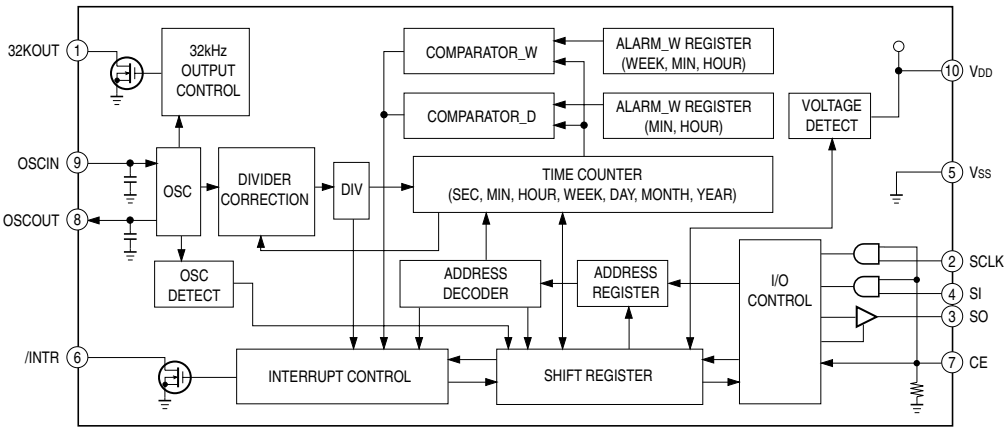 32KOUT
1
32kHz
OUTPUT
CONTROL
COMPARATOR_W
ALARM_W REGISTER
(WEEK, MIN, HOUR)
10
VDD
COMPARATOR_D
ALARM_W REGISTER
(MIN, HOUR)
VOLTAGE
DETECT
OSCIN
9
OSC
DIVIDER
CORRECTION
DIV
TIME COUNTER
(SEC, MIN, HOUR, WEEK, DAY, MONTH, YEAR)
5
VSS
OSCOUT
8
OSC
DETECT
ADDRESS
DECODER
ADDRESS
REGISTER
I/O
CONTROL
2
SCLK
4
SI
3
SO
/INTR
6
INTERRUPT CONTROL
SHIFT REGISTER
7
CE